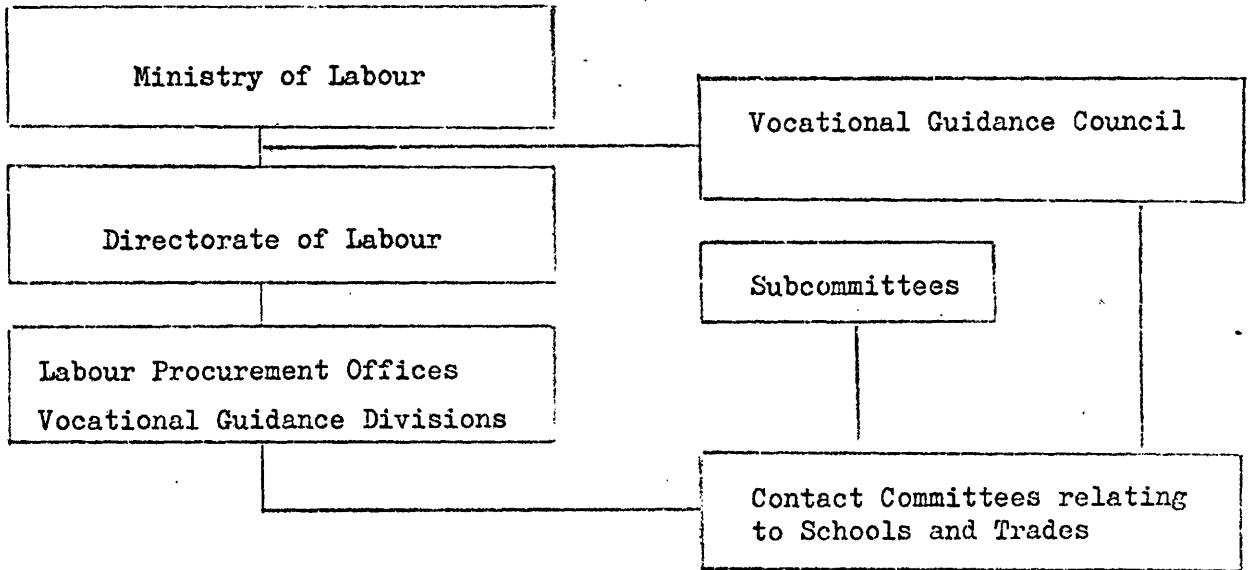 Ministry of Labour
Vocational Guidance Council
Directorate of Labour
Subcommittees
Labour Procurement Offices
Vocational Guidance Divisions
Contact Committees relating
to Schools and Trades